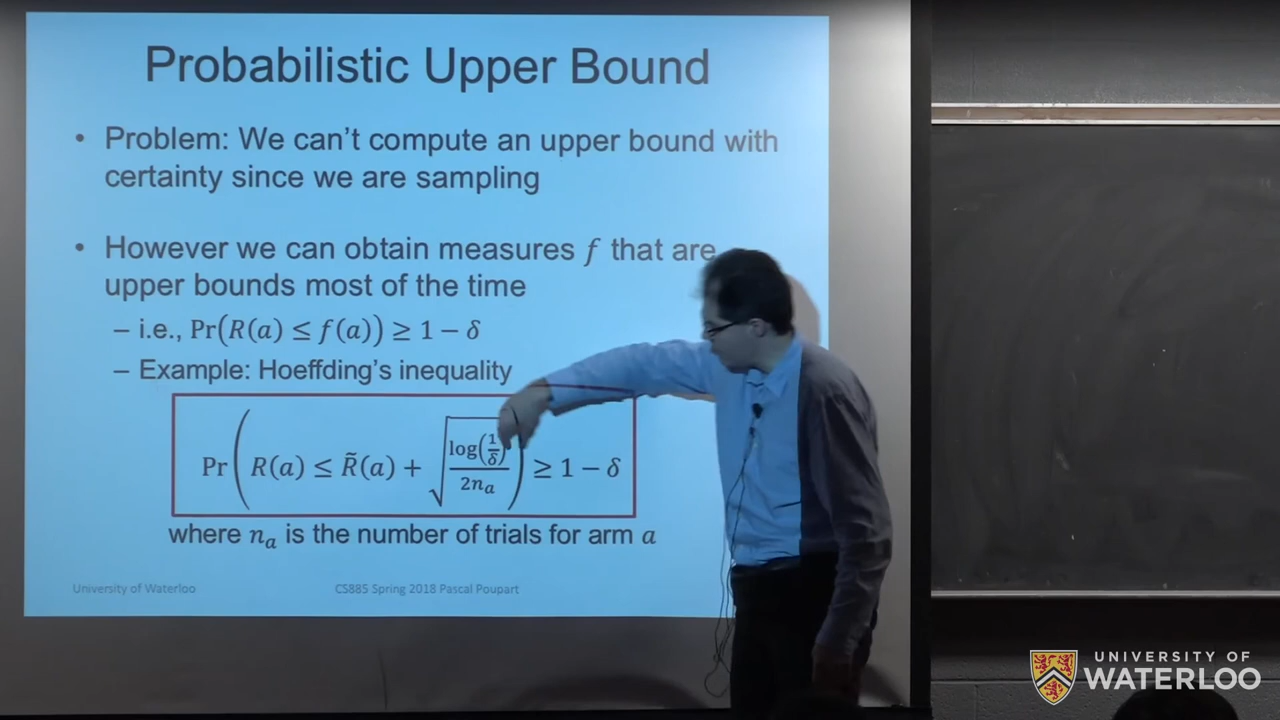 Probabilistic Upper Bound
• Problem: We can't compute an upper bound with
certainty since we are sampling
• However we can obtain measures f that are
upper bounds most of the time
– i.e., Pr(R(a) ≤ f(a)) ≥ 1 − δ
– Example: Hoeffding's inequality
Pr(R(a) ≤ R̃(a) + √(log(1/δ)/2nₐ)) ≥ 1 − δ
where nₐ is the number of trials for arm a
University of Waterloo
CS885 Spring 2018 Pascal Poupart
UNIVERSITY OF
WATERLOO